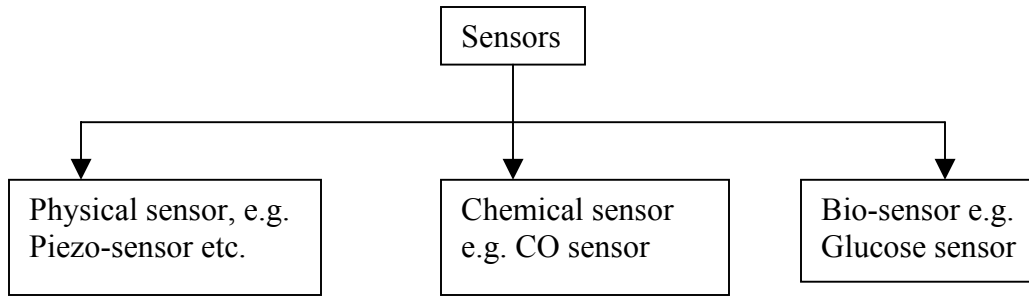 Sensors
Physical sensor, e.g.
Piezo-sensor etc.
Chemical sensor
e.g. CO sensor
Bio-sensor e.g.
Glucose sensor